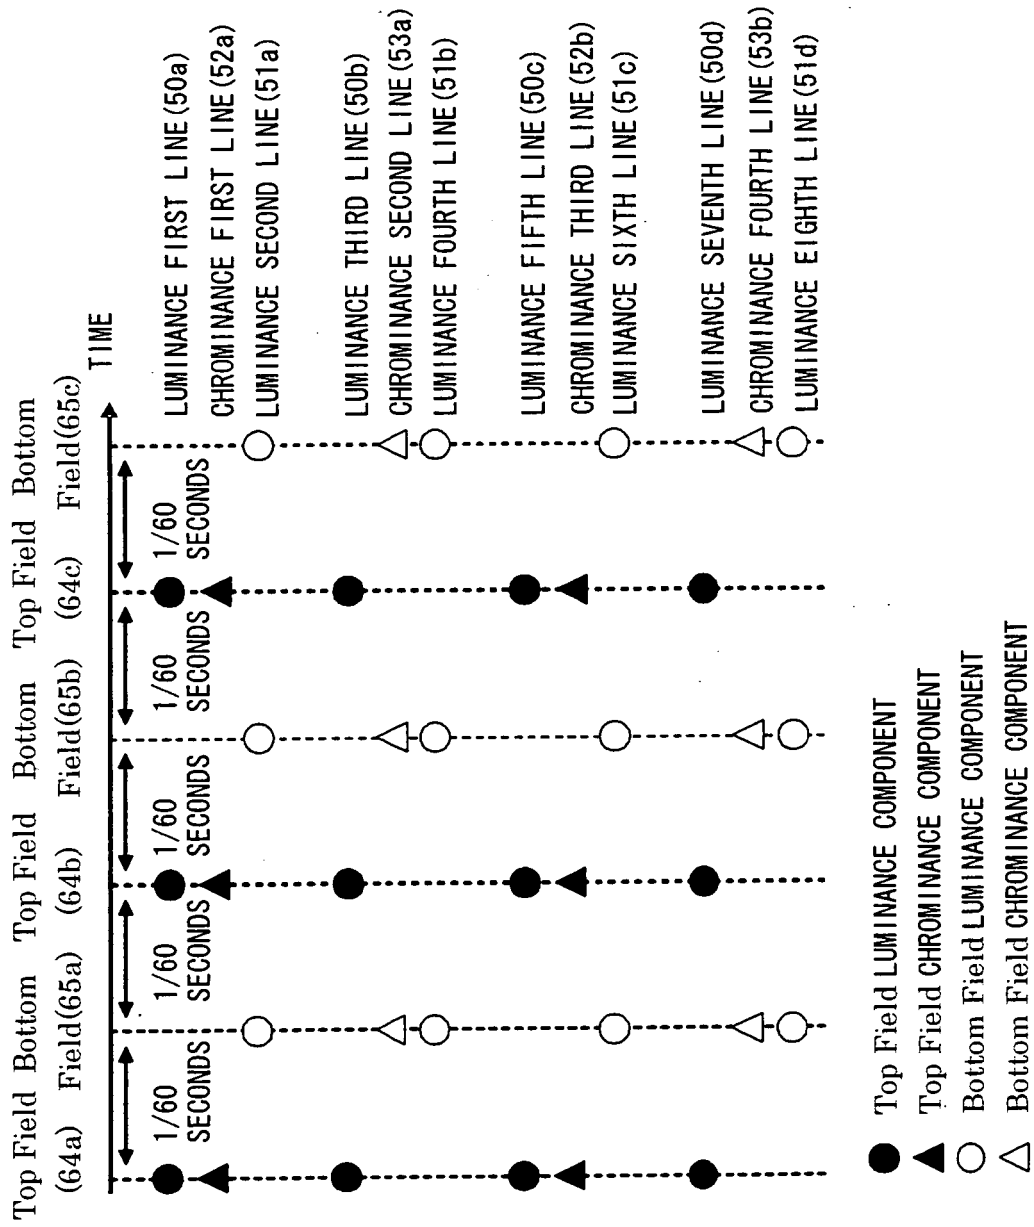 Top Field Bottom Top Field Bottom Top Field Bottom
(64a) Field(65a) (64b) Field(65b) (64c) Field(65c)
TIME
1/60 1/60 1/60 1/60 1/60
SECONDS SECONDS SECONDS SECONDS SECONDS
LUMINANCE FIRST LINE(50a)
CHROMINANCE FIRST LINE(52a)
LUMINANCE SECOND LINE(51a)
LUMINANCE THIRD LINE(50b)
CHROMINANCE SECOND LINE(53a)
LUMINANCE FOURTH LINE(51b)
LUMINANCE FIFTH LINE(50c)
CHROMINANCE THIRD LINE(52b)
LUMINANCE SIXTH LINE(51c)
LUMINANCE SEVENTH LINE(50d)
CHROMINANCE FOURTH LINE(53b)
LUMINANCE EIGHTH LINE(51d)
Top Field LUMINANCE COMPONENT
Top Field CHROMINANCE COMPONENT
Bottom Field LUMINANCE COMPONENT
Bottom Field CHROMINANCE COMPONENT